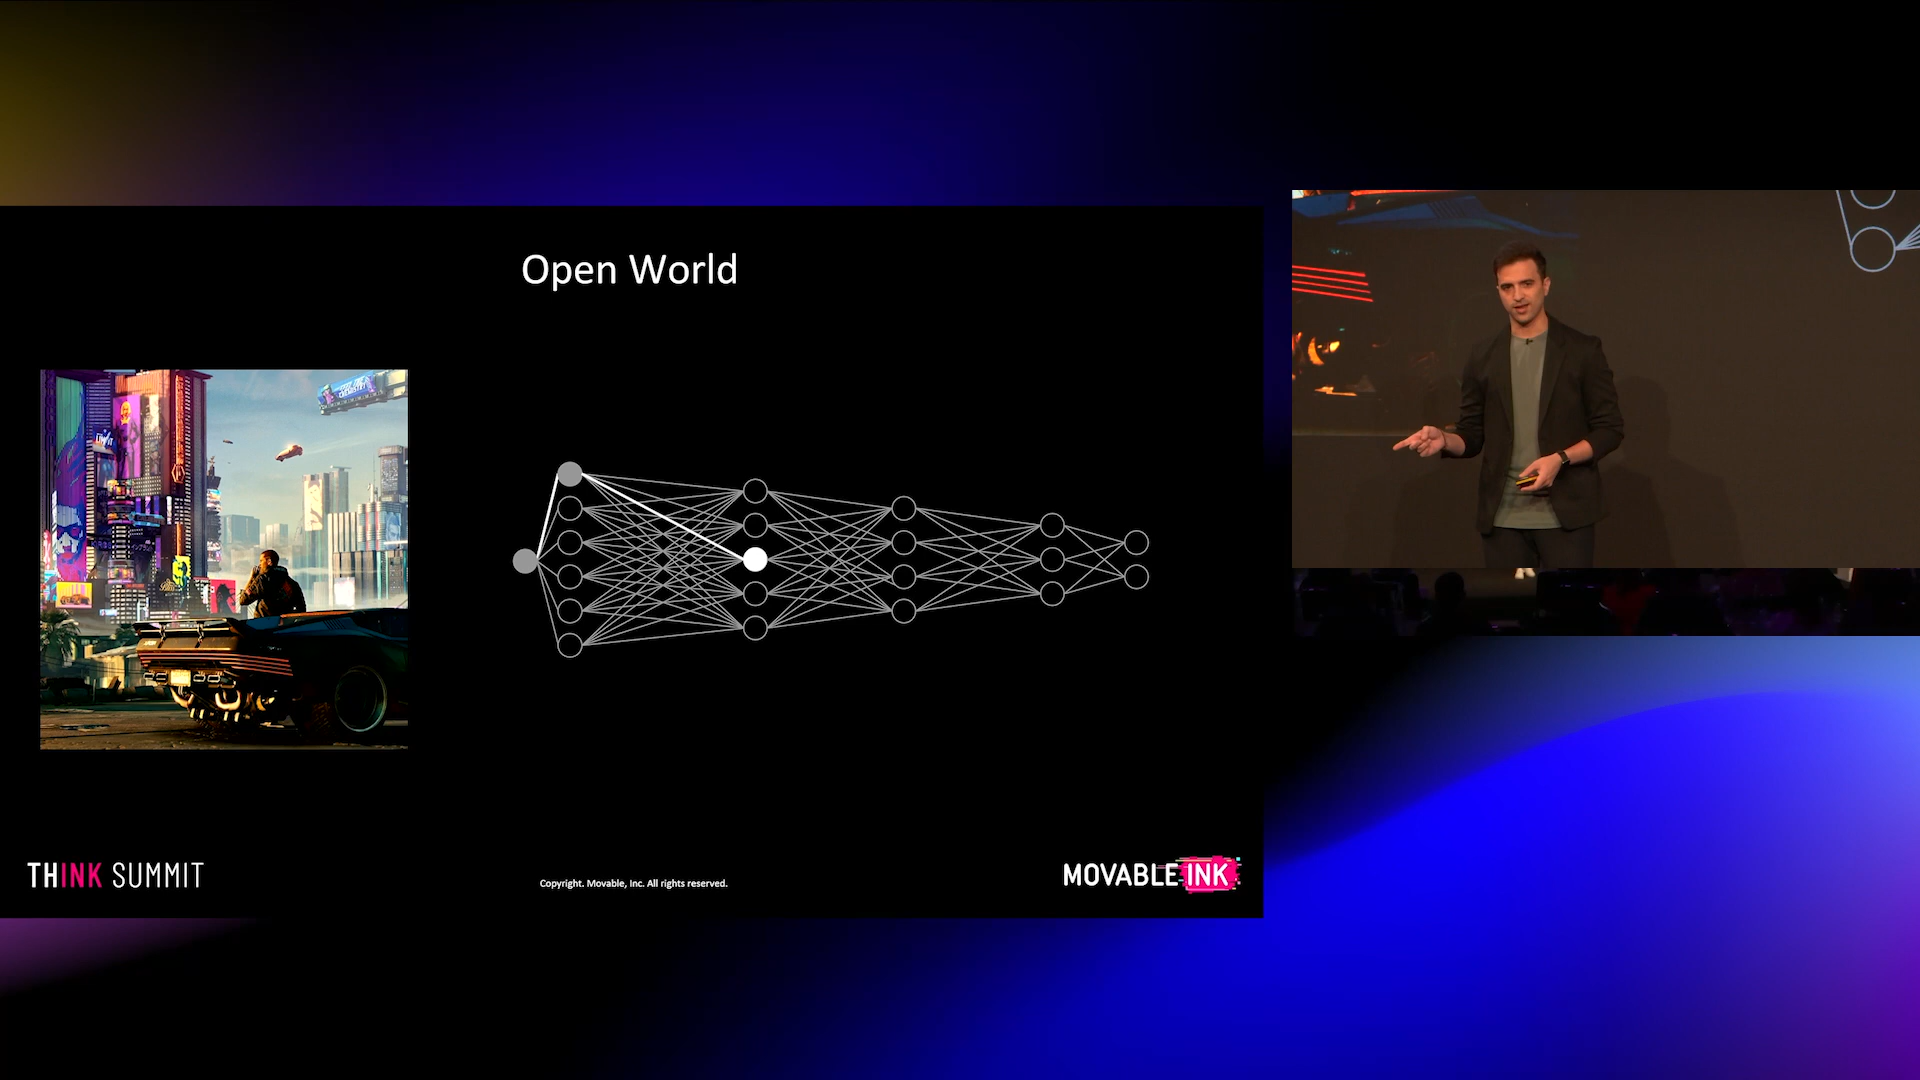 Open World
THINK SUMMIT
Copyright. Movable, Inc. All rights reserved.
MOVABLE INK